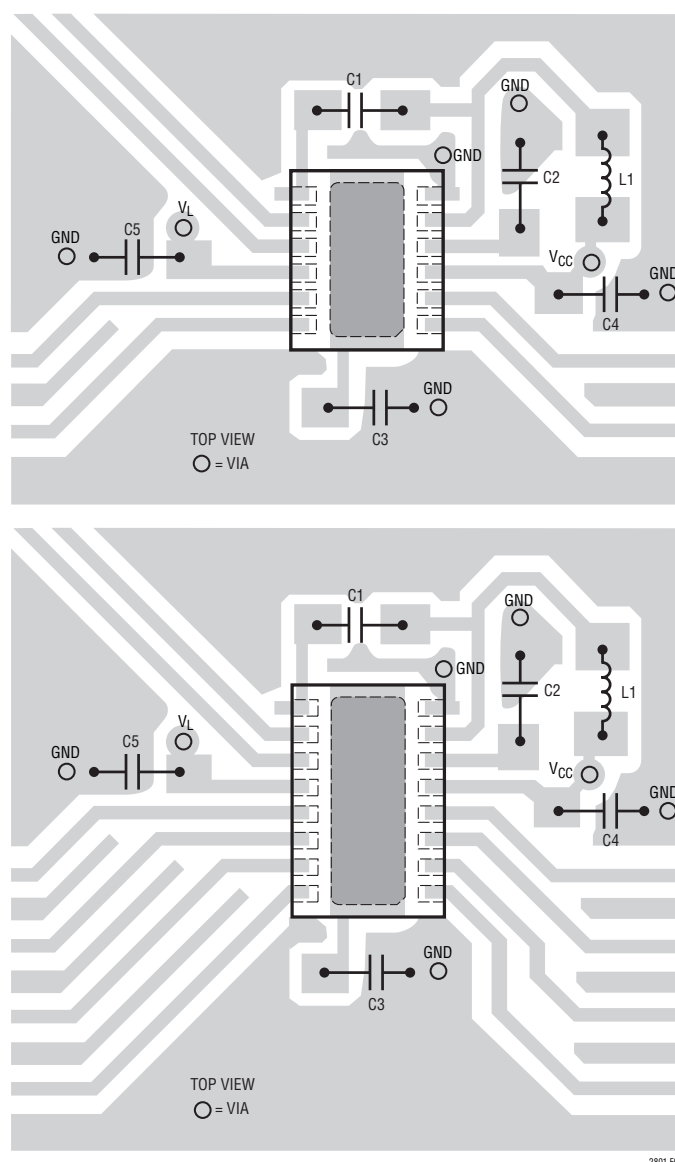 C1
GND
GND
C2
L1
VL
C5
GND
VCC
GND
C4
GND
C3
TOP VIEW
= VIA
C1
GND
GND
C2
L1
VL
C5
GND
VCC
GND
C4
GND
C3
TOP VIEW
= VIA